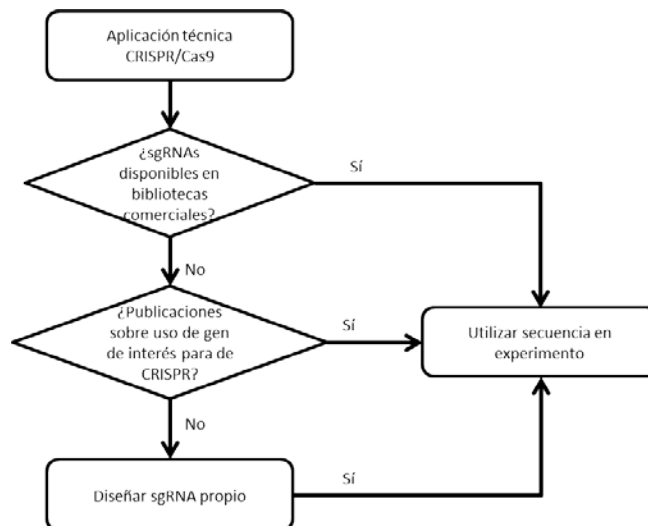 Aplicación técnica
CRISPR/Cas9
¿sgRNAs
disponibles en
bibliotecas
comerciales?
Sí
No
¿Publicaciones
sobre uso de gen
de interés para de
CRISPR?
Sí
Utilizar secuencia en
experimento
No
Diseñar sgRNA propio
Sí